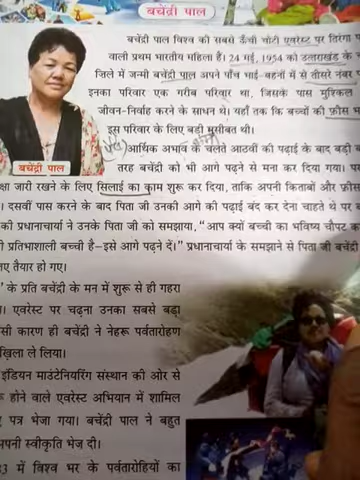 बचेंद्री पाल
बचेंद्री पाल विश्व की सबसे ऊँची चोटी एवरेस्ट पर तिरंगा
वाली प्रथम भारतीय महिला हैं। 24 मई, 1954 को उत्तराखंड के
जिले में जन्मी बचेंद्री पाल अपने पाँच भाई-बहनों में से तीसरे नंबर
इनका परिवार एक गरीब परिवार था, जिसके पास मुश्किल
जीवन-निर्वाह करने के साधन थे। यहाँ तक कि बच्चों की फ़ीस
इस परिवार के लिए बड़ी मुसीबत थी।
आर्थिक अभाव के चलते आठवीं की पढ़ाई के बाद बड़ी
तरह बचेंद्री को भी आगे पढ़ने से मना कर दिया गया।
बचेंद्री पाल
जारी रखने के लिए सिलाई का काम शुरू कर दिया, ताकि अपनी किताबों और फ़ीस
। दसवीं पास करने के बाद पिता जी उनकी आगे की पढ़ाई बंद कर देना चाहते थे पर
की प्रधानाचार्या ने उनके पिता जी को समझाया, “आप क्यों बच्ची का भविष्य चौपट
प्रतिभाशाली बच्ची है–इसे आगे पढ़ने दें।” प्रधानाचार्य के समझाने से पिता जी बचेंद्री
तैयार हो गए।
के प्रति बचेंद्री के मन में शुरू से ही गहरा
। एवरेस्ट पर चढ़ना उनका सबसे बड़ा
कारण ही बचेंद्री ने नेहरू पर्वतारोहण
ले लिया।
इंडियन माउंटेनियरिंग संस्थान की ओर से
होने वाले एवरेस्ट अभियान में शामिल
पत्र भेजा गया। बचेंद्री पाल ने बहुत
स्वीकृति भेज दी।
में विश्व भर के पर्वतारोहियों का